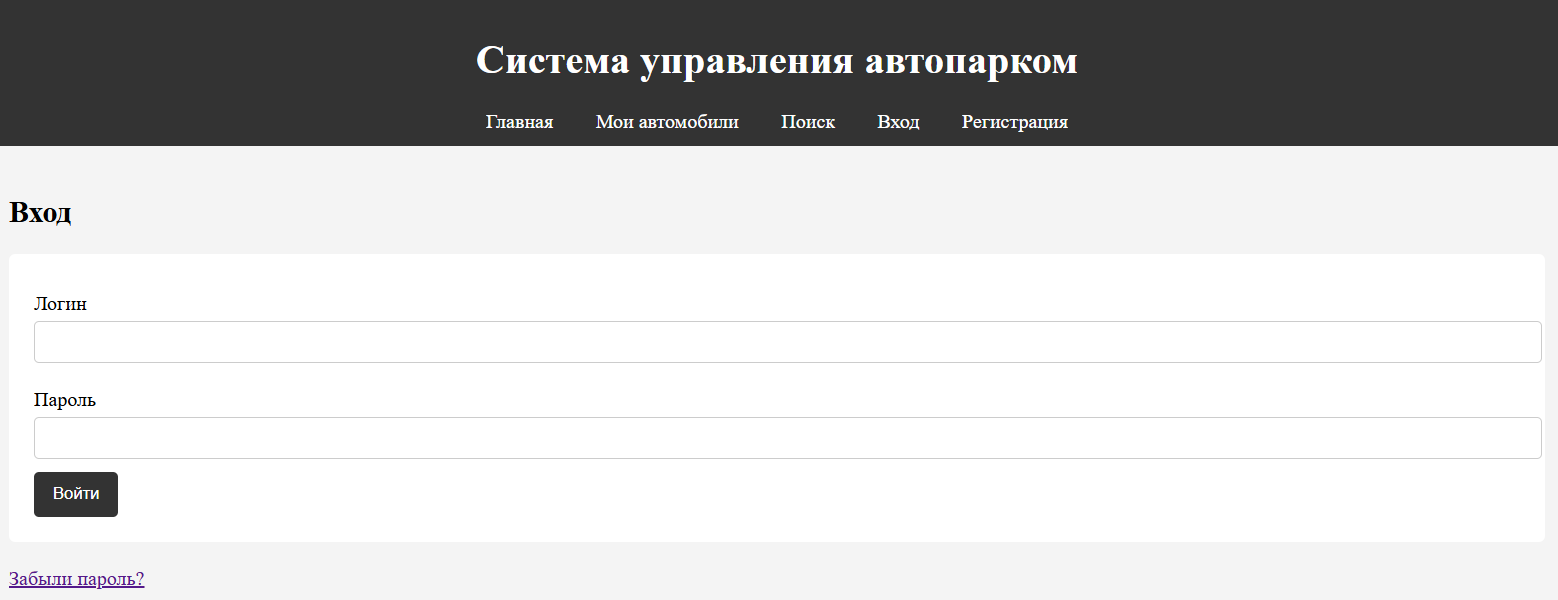 Система управления автопарком
Главная Мои автомобили Поиск Вход Регистрация
Вход
Логин
Пароль
Войти
Забыли пароль?